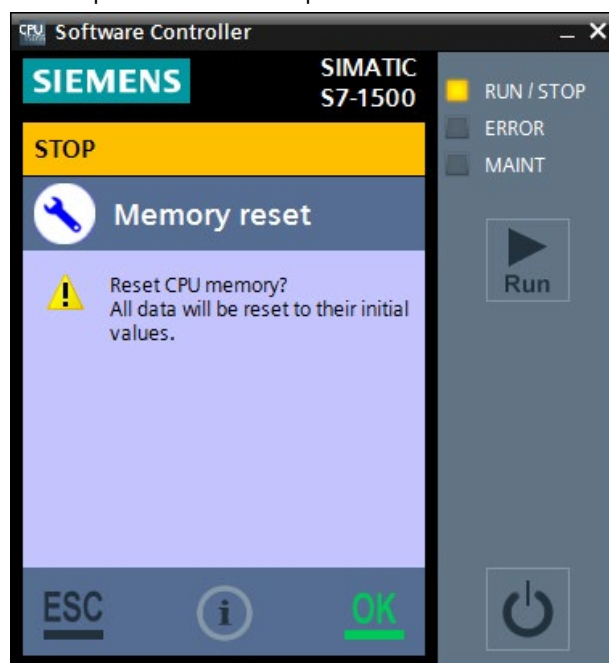 CPU Software Controller
SIEMENS
SIMATIC
S7-1500
STOP
Memory reset
Reset CPU memory?
All data will be reset to their initial
values.
ESC
i
OK
RUN / STOP
ERROR
MAINT
Run